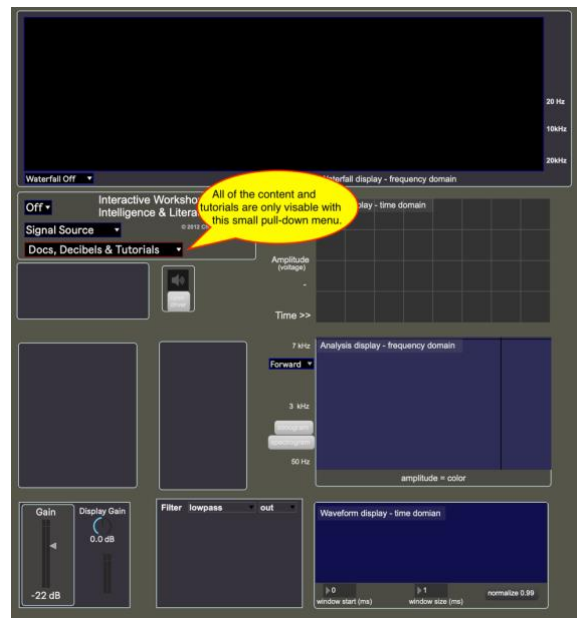 20 Hz
10kHz
20kHz
Waterfall Off
display - frequency domain
Off
Interactive Worksho
Intelligence & Litera
© 2012
All of the content and
tutorials are only visable with
this small pull-down menu.
play - time domain
Signal Source
Docs, Decibels & Tutorials
Amplitude
(voltage)
-
Time >>
7 kHz
Analysis display - frequency domain
Forward
3 kHz
sonogram
spectrogram
50 Hz
amplitude = color
Gain
Display Gain
0.0 dB
-22 dB
Filter lowpass out
Waveform display - time domian
0
window start (ms)
1
window size (ms)
normalize 0.99